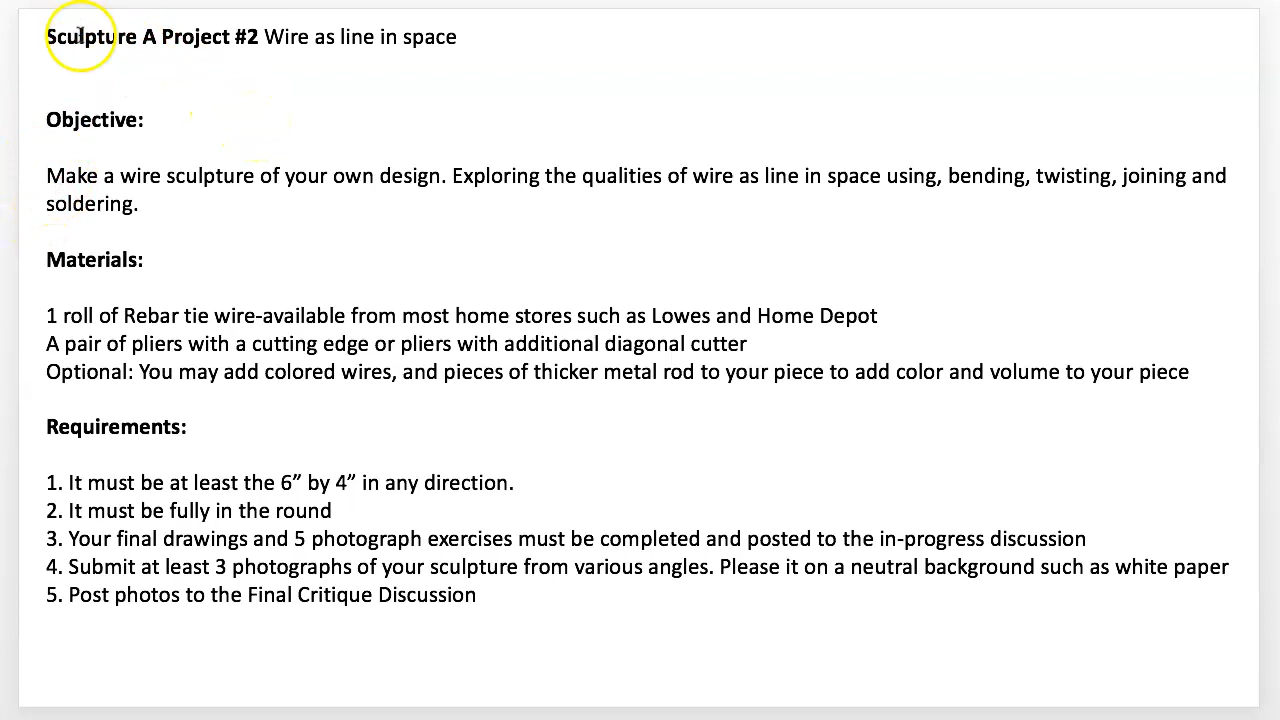 Sculpture A Project #2 Wire as line in space
Objective:
Make a wire sculpture of your own design. Exploring the qualities of wire as line in space using, bending, twisting, joining and
soldering.
Materials:
1 roll of Rebar tie wire-available from most home stores such as Lowes and Home Depot
A pair of pliers with a cutting edge or pliers with additional diagonal cutter
Optional: You may add colored wires, and pieces of thicker metal rod to your piece to add color and volume to your piece
Requirements:
1. It must be at least the 6” by 4” in any direction.
2. It must be fully in the round
3. Your final drawings and 5 photograph exercises must be completed and posted to the in-progress discussion
4. Submit at least 3 photographs of your sculpture from various angles. Please it on a neutral background such as white paper
5. Post photos to the Final Critique Discussion